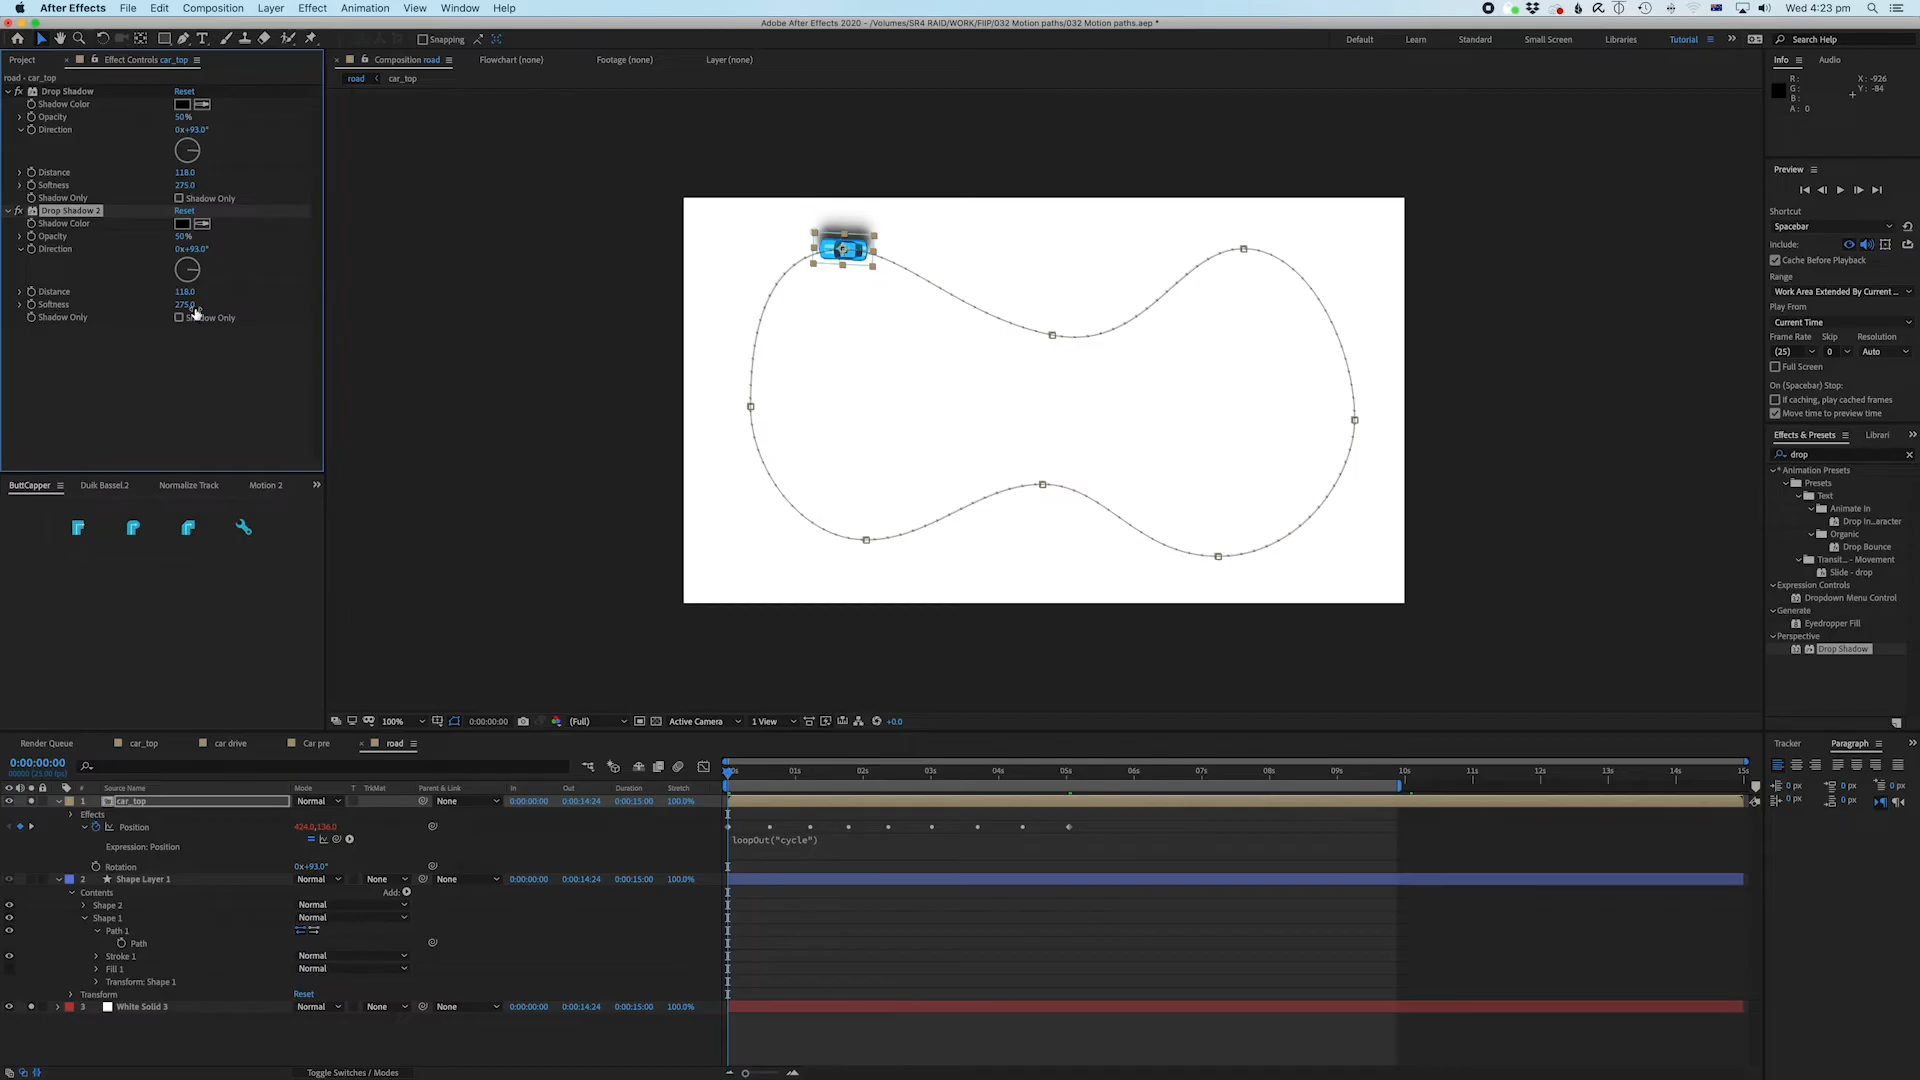 After Effects File Edit Composition Layer Effect Animation View Window Help Wed 4:23 pm
Adobe After Effects 2020 - /Volumes/SR4 RAID/WORK/FIIP/032 Motion paths/032 Motion paths.aep *
Snapping Default Learn Standard Small Screen Libraries Tutorial Search Help
Project Effect Controls car_top Composition road Flowchart (none) Footage (none) Layer (none) Info Audio
road • car_top road car_top
R: X: -926
G: Y: -84
B:
A: 0
fx Drop Shadow Reset
Shadow Color
Opacity 50%
Direction 0x+93.0°
Distance 118.0
Softness 275.0
Shadow Only Shadow Only
fx Drop Shadow 2 Reset
Shadow Color
Opacity 50%
Direction 0x+93.0°
Distance 118.0
Softness 275.0
Shadow Only
Preview
Shortcut
Spacebar
Include:
Cache Before Playback
Range
Work Area Extended By Current ...
Play From
Current Time
Frame Rate Skip Resolution
(25) 0 Auto
Full Screen
On (Spacebar) Stop:
If caching, play cached frames
Move time to preview time
Effects & Presets Librari
drop
* Animation Presets
Presets
Text
Animate In
Drop In...aracter
Organic
Drop Bounce
Transit... - Movement
Slide - drop
Expression Controls
Dropdown Menu Control
Generate
Eyedropper Fill
Perspective
Drop Shadow
ButtCapper Duik Bassel.2 Normalize Track Motion 2
100% 0:00:00:00 (Full) Active Camera 1 View +0.0
Render Queue car_top car drive Car pre road Tracker Paragraph
0:00:00:00
00000 (25.00 fps)
01s 02s 03s 04s 05s 06s 07s 08s 09s 10s 11s 12s 13s 14s 15s
0 px 0 px 0 px
0 px 0 px
# Source Name Mode T TrkMat Parent & Link In Out Duration Stretch
1 car_top Normal None 0:00:00:00 0:00:14:24 0:00:15:00 100.0%
Effects
Position 424.0,136.0
Expression: Position loopOut("cycle")
Rotation 0x+93.0°
2 Shape Layer 1 Normal None None 0:00:00:00 0:00:14:24 0:00:15:00 100.0%
Contents Add:
Shape 2 Normal
Shape 1 Normal
Path 1
Path
Stroke 1 Normal
Fill 1 Normal
Transform: Shape 1
Transform Reset
3 White Solid 3 Normal None None 0:00:00:00 0:00:14:24 0:00:15:00 100.0%
Toggle Switches / Modes